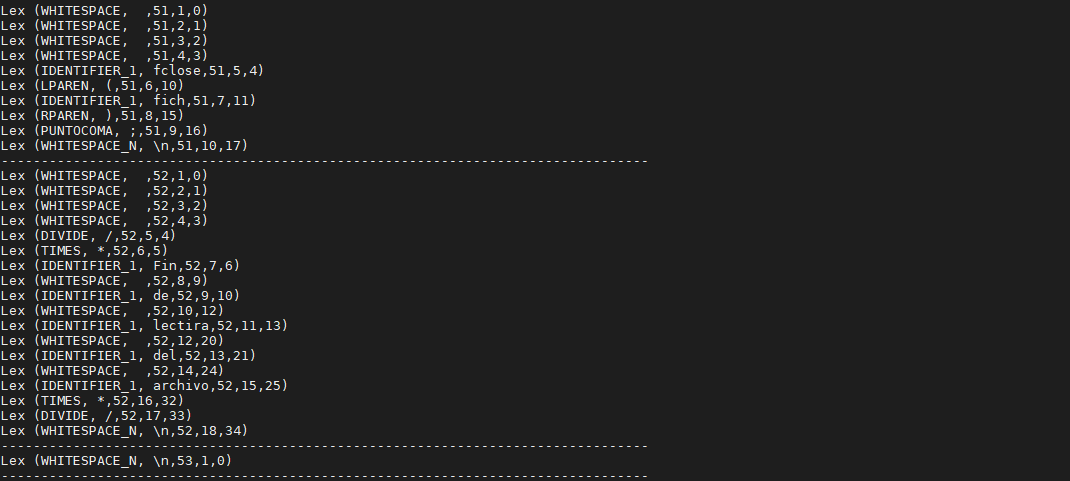 Lex (WHITESPACE,  ,51,1,0)
Lex (WHITESPACE,  ,51,2,1)
Lex (WHITESPACE,  ,51,3,2)
Lex (WHITESPACE,  ,51,4,3)
Lex (IDENTIFIER_1, fclose,51,5,4)
Lex (LPAREN, (,51,6,10)
Lex (IDENTIFIER_1, fich,51,7,11)
Lex (RPAREN, ),51,8,15)
Lex (PUNTOCOMA, ;,51,9,16)
Lex (WHITESPACE_N, \n,51,10,17)
---------------------------------------------------------------------------------
Lex (WHITESPACE,  ,52,1,0)
Lex (WHITESPACE,  ,52,2,1)
Lex (WHITESPACE,  ,52,3,2)
Lex (WHITESPACE,  ,52,4,3)
Lex (DIVIDE, /,52,5,4)
Lex (TIMES, *,52,6,5)
Lex (IDENTIFIER_1, Fin,52,7,6)
Lex (WHITESPACE,  ,52,8,9)
Lex (IDENTIFIER_1, de,52,9,10)
Lex (WHITESPACE,  ,52,10,12)
Lex (IDENTIFIER_1, lectira,52,11,13)
Lex (WHITESPACE,  ,52,12,20)
Lex (IDENTIFIER_1, del,52,13,21)
Lex (WHITESPACE,  ,52,14,24)
Lex (IDENTIFIER_1, archivo,52,15,25)
Lex (TIMES, *,52,16,32)
Lex (DIVIDE, /,52,17,33)
Lex (WHITESPACE_N, \n,52,18,34)
---------------------------------------------------------------------------------
Lex (WHITESPACE_N, \n,53,1,0)
---------------------------------------------------------------------------------